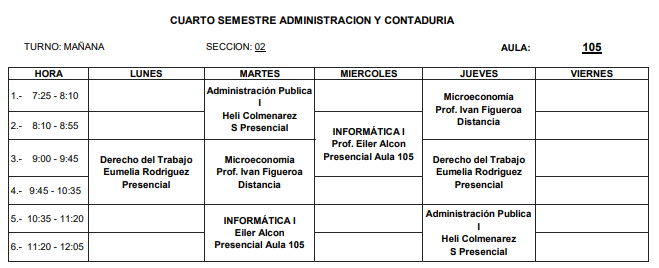 CUARTO SEMESTRE ADMINISTRACION Y CONTADURIA
TURNO: MAÑANA SECCION: 02 AULA: 105
HORA LUNES MARTES MIERCOLES JUEVES VIERNES
1.- 7:25 - 8:10
2.- 8:10 - 8:55
3.- 9:00 - 9:45
4.- 9:45 - 10:35
5.- 10:35 - 11:20
6.- 11:20 - 12:05
Derecho del Trabajo
Eumelia Rodriguez
Presencial
Administración Publica
I
Heli Colmenarez
S Presencial
Microeconomía
Prof. Ivan Figueroa
Distancia
INFORMÁTICA I
Eiler Alcon
Presencial Aula 105
INFORMÁTICA I
Prof. Eiler Alcon
Presencial Aula 105
Microeconomía
Prof. Ivan Figueroa
Distancia
Derecho del Trabajo
Eumelia Rodriguez
Presencial
Administración Publica
I
Heli Colmenarez
S Presencial